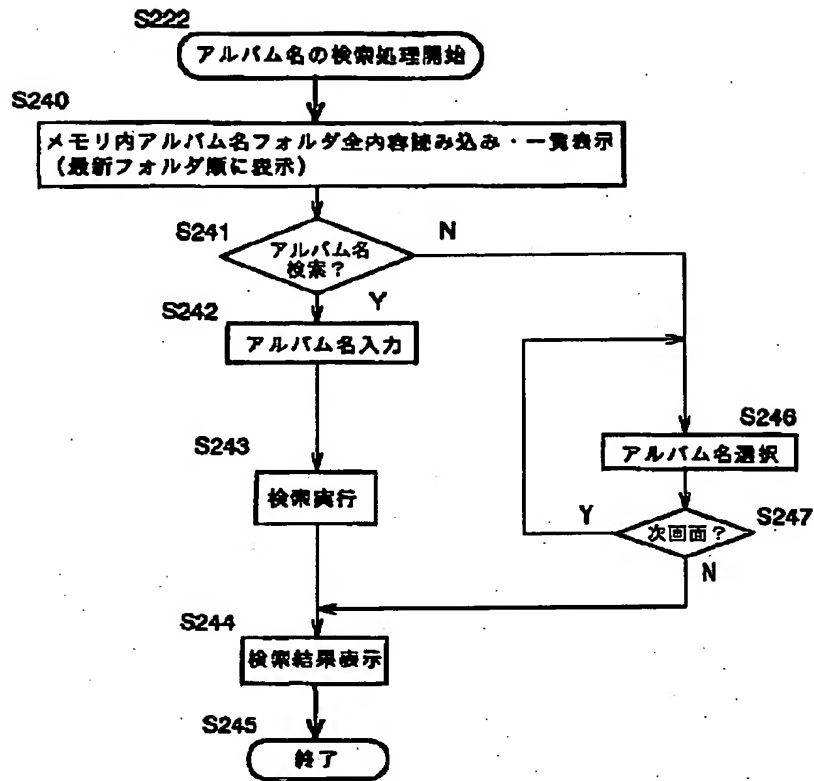 S222
アルバム名の検索処理開始
S240
メモリ内アルバム名フォルダ全内容読み込み・一覧表示
(最新フォルダ順に表示)
S241
アルバム名
検索?
N
Y
S242
アルバム名入力
S243
検索実行
S246
アルバム名選択
S247
次回面?
Y
N
S244
検索結果表示
S245
終了